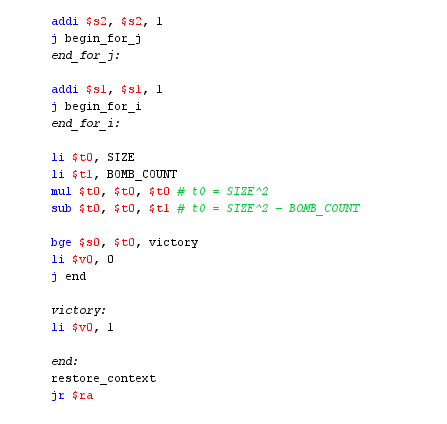 addi $s2, $s2, 1
j begin_for_j
end_for_j:
addi $s1, $s1, 1
j begin_for_i
end_for_i:
li $t0, SIZE
li $t1, BOMB_COUNT
mul $t0, $t0, $t0 # t0 = SIZE^2
sub $t0, $t0, $t1 # t0 = SIZE^2 - BOMB_COUNT
bge $s0, $t0, victory
li $v0, 0
j end
victory:
li $v0, 1
end:
restore_context
jr $ra